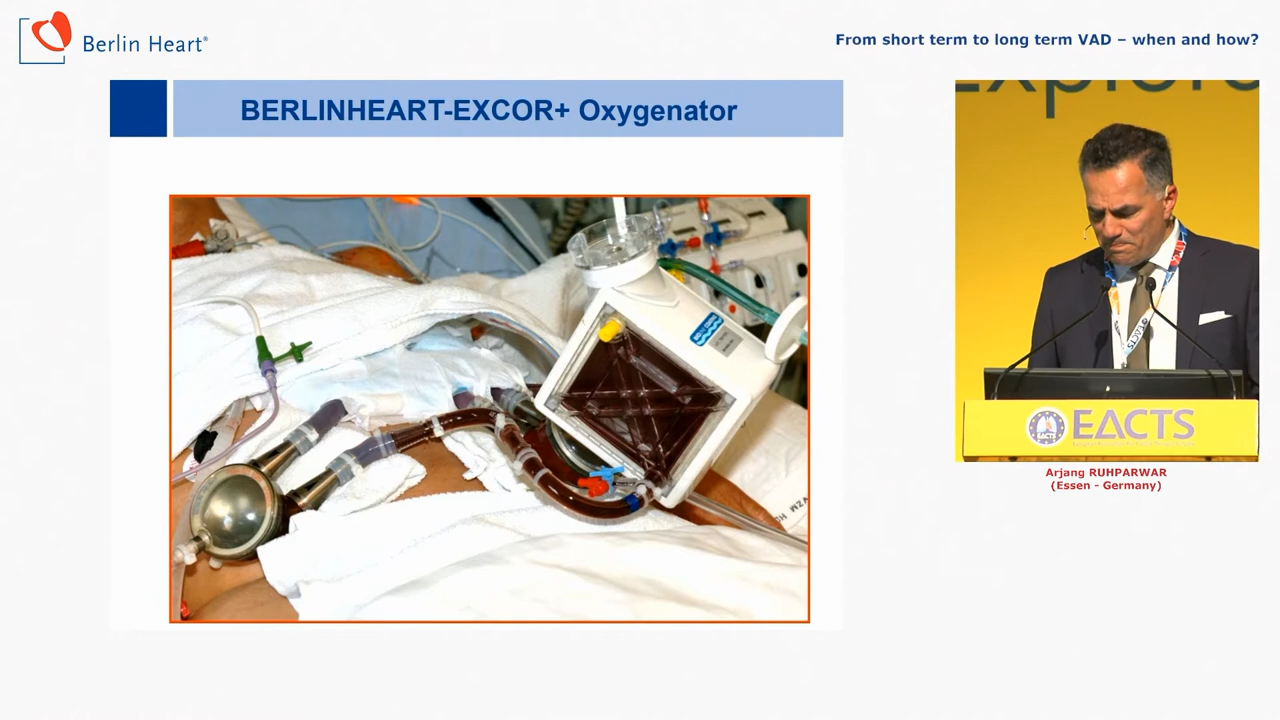 Berlin Heart®
From short term to long term VAD – when and how?
BERLINHEART-EXCOR+ Oxygenator
EACTS
EACTS
Arjang RUHPARWAR
(Essen - Germany)